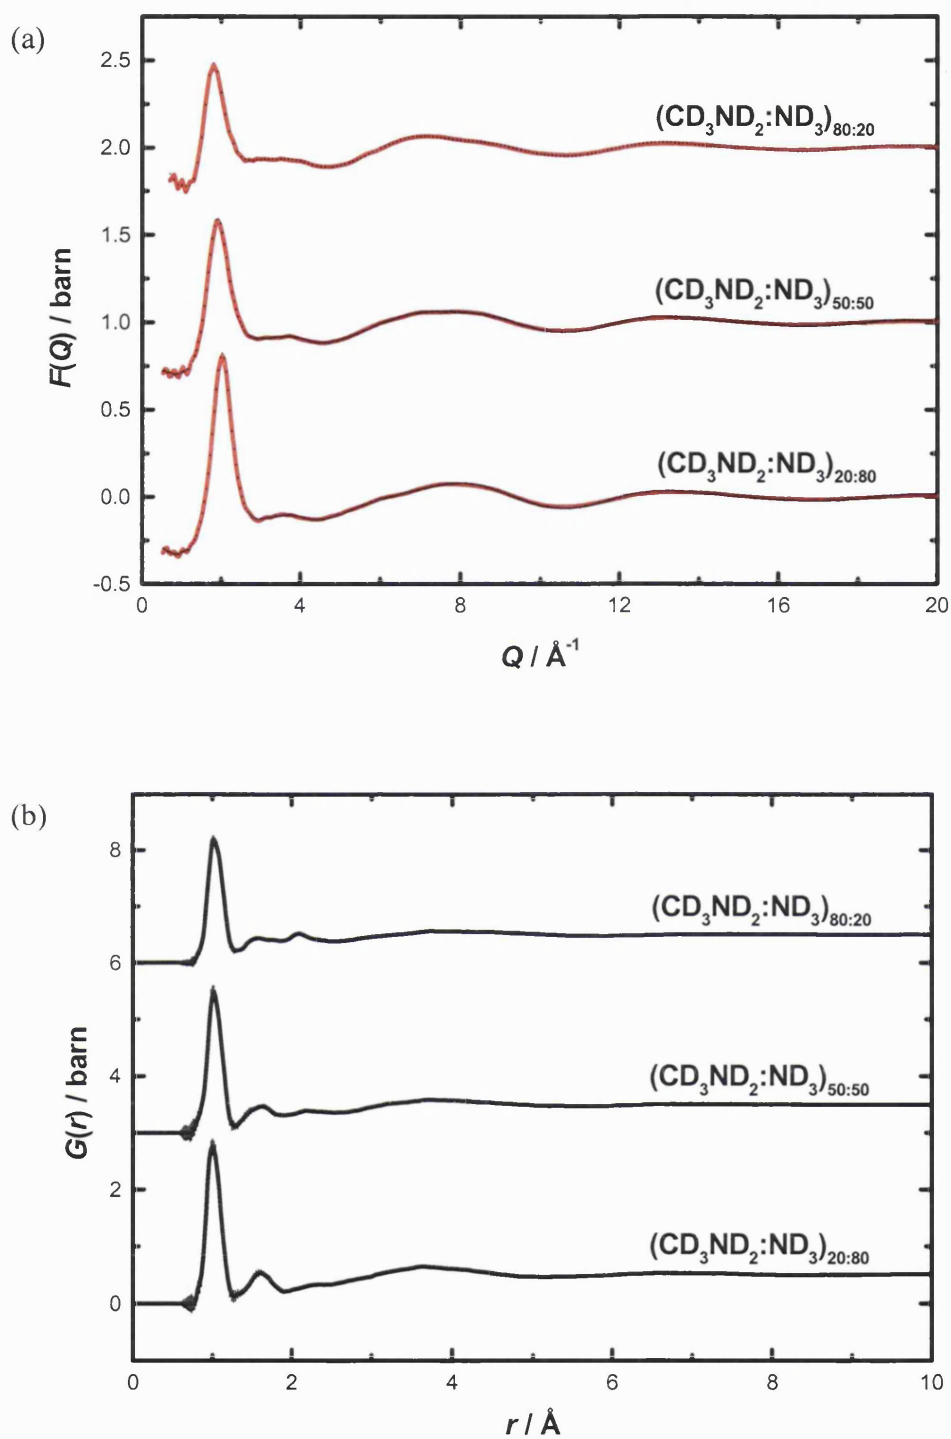 (a)
2.5
2.0
1.5
1.0
0.5
0.0
-0.5
F(Q) / barn
(CD₃ND₂:ND₃)₈₀:₂₀
(CD₃ND₂:ND₃)₅₀:₅₀
(CD₃ND₂:ND₃)₂₀:₈₀
0 4 8 12 16 20
Q / Å⁻¹
(b)
8
6
4
2
0
G(r) / barn
(CD₃ND₂:ND₃)₈₀:₂₀
(CD₃ND₂:ND₃)₅₀:₅₀
(CD₃ND₂:ND₃)₂₀:₈₀
0 2 4 6 8 10
r / Å